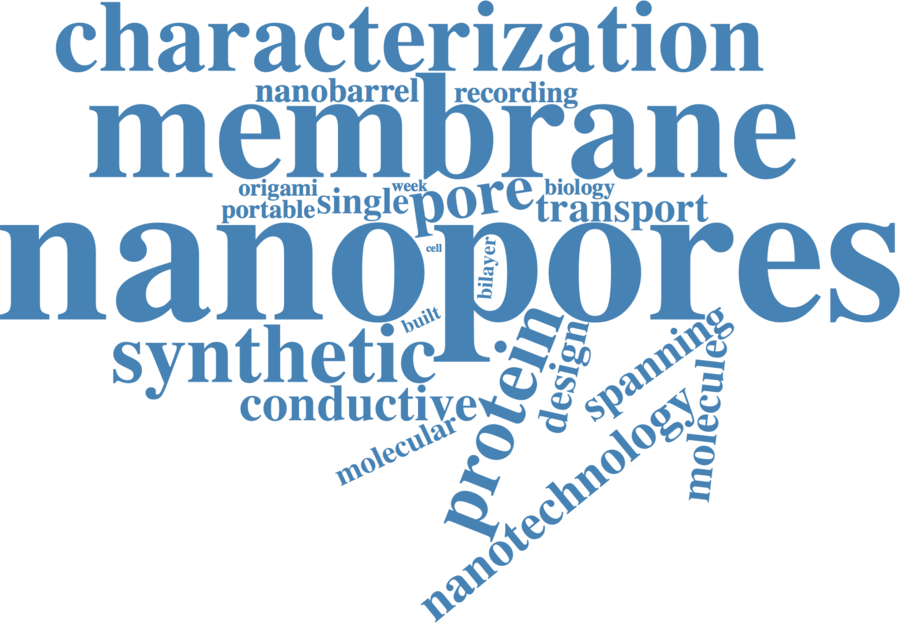 characterization
nanobarrel recording
membrane
origami week pore biology
portable single transport
nanopores
cell
bilayer
built
synthetic
protein
design
spanning
conductive
molecule
molecular
nanotechnology